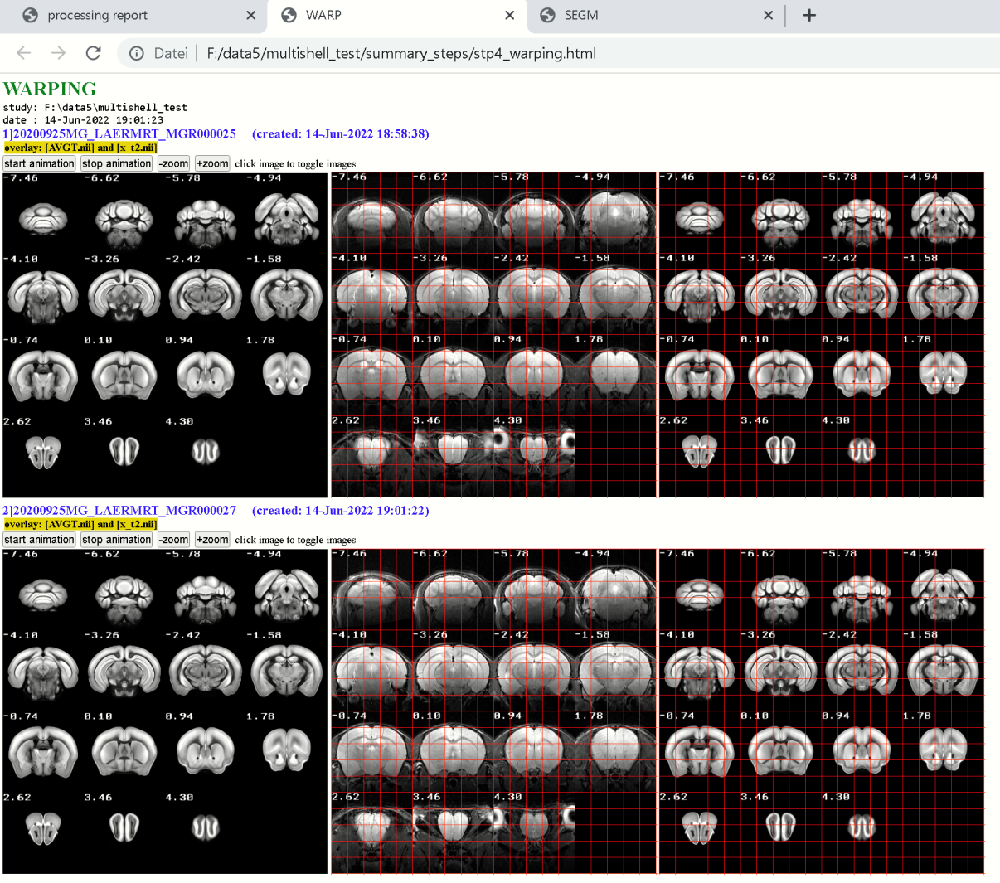 processing report WARP SEGM
Datei F:/data5/multishell_test/summary_steps/stp4_warping.html
WARPING
study: F:\data5\multishell_test
date : 14-Jun-2022 19:01:23
1]20200925MG_LAERMRT_MGR000025 (created: 14-Jun-2022 18:58:38)
overlay: [AVGT.nii] and [x_t2.nii]
start animation stop animation -zoom +zoom click image to toggle images
-7.46 -6.62 -5.78 -4.94 -7.46 -6.62 -5.78 -4.94 -7.46 -6.62 -5.78 -4.94
-4.10 -3.26 -2.42 -1.58 -4.10 -3.26 -2.42 -1.58 -4.10 -3.26 -2.42 -1.58
-0.74 0.10 0.94 1.78 -0.74 0.10 0.94 1.78 -0.74 0.10 0.94 1.78
2.62 3.46 4.30 2.62 3.46 4.30 2.62 3.46 4.30
2]20200925MG_LAERMRT_MGR000027 (created: 14-Jun-2022 19:01:22)
overlay: [AVGT.nii] and [x_t2.nii]
start animation stop animation -zoom +zoom click image to toggle images
-7.46 -6.62 -5.78 -4.94 -7.46 -6.62 -5.78 -4.94 -7.46 -6.62 -5.78 -4.94
-4.10 -3.26 -2.42 -1.58 -4.10 -3.26 -2.42 -1.58 -4.10 -3.26 -2.42 -1.58
-0.74 0.10 0.94 1.78 -0.74 0.10 0.94 1.78 -0.74 0.10 0.94 1.78
2.62 3.46 4.30 2.62 3.46 4.30 2.62 3.46 4.30